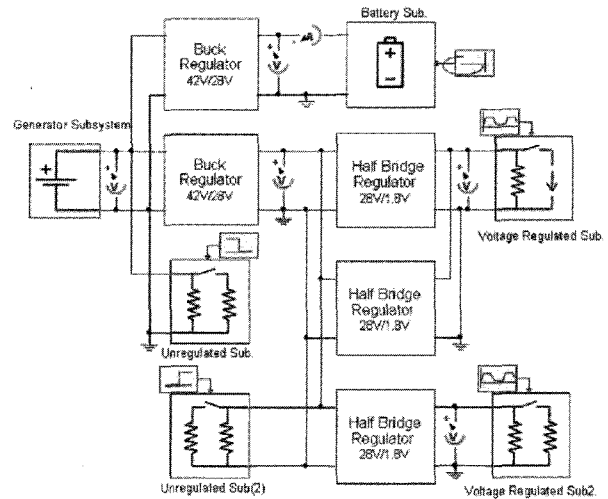 Battery Sub.
Buck
Regulator
42V/28V
Generator Subsystem
Buck
Regulator
42V/28V
Half Bridge
Regulator
28V/1.8V
Voltage Regulated Sub.
Half Bridge
Regulator
28V/1.8V
Unregulated Sub.
Half Bridge
Regulator
28V/1.8V
Unregulated Sub(2)
Voltage Regulated Sub2